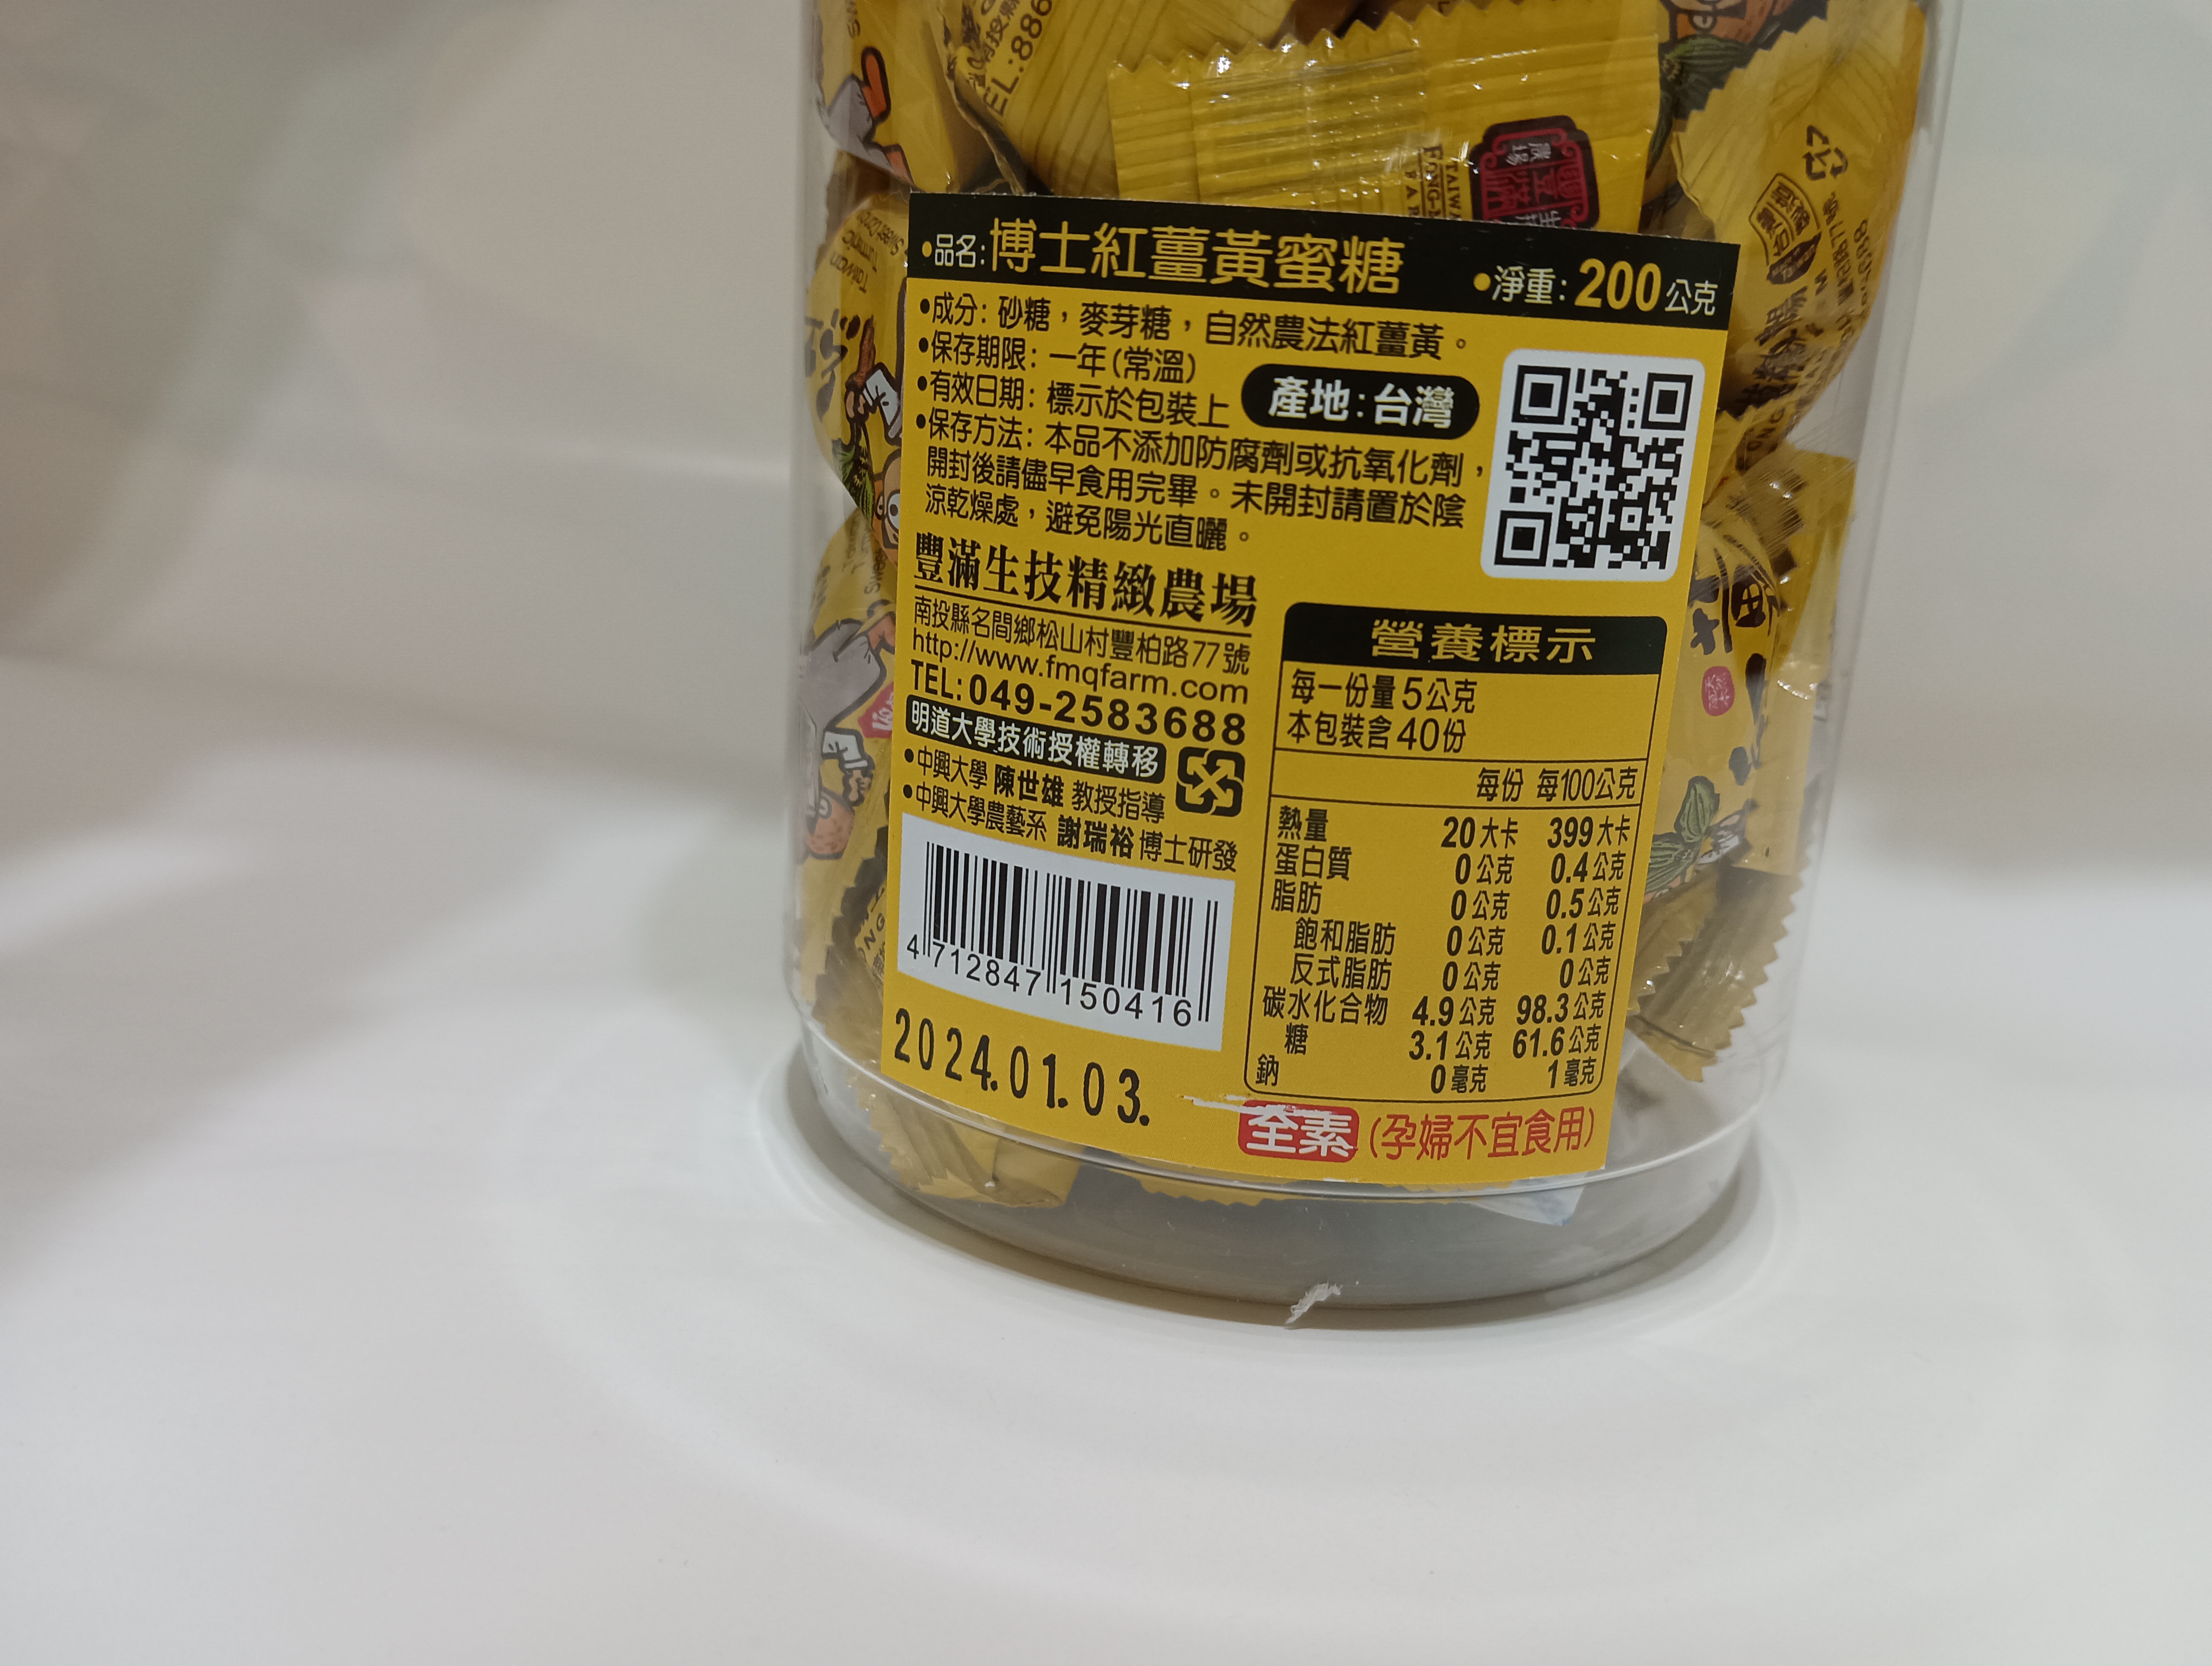 •品名:博士紅薑黃蜜糖 •淨重:200公克
•成分:砂糖,麥芽糖,自然農法紅薑黃。
•保存期限:一年(常溫)
•有效日期:標示於包裝上
產地:台灣
•保存方法:本品不添加防腐劑或抗氧化劑,
開封後請儘早食用完畢。未開封請置於陰
涼乾燥處,避免陽光直曬。
豐滿生技精緻農場
南投縣名間鄉松山村豐柏路77號
http://www.fmqfarm.com
TEL:049-2583688
明道大學技術授權轉移
•中興大學 陳世雄 教授指導
•中興大學農藝系 謝瑞裕 博士研發
4 712847 150416
2024.01.03.
營養標示
每一份量5公克
本包裝含40份
每份 每100公克
熱量 20大卡 399大卡
蛋白質 0公克 0.4公克
脂肪 0公克 0.5公克
飽和脂肪 0公克 0.1公克
反式脂肪 0公克 0公克
碳水化合物 4.9公克 98.3公克
糖 3.1公克 61.6公克
鈉 0毫克 1毫克
全素 (孕婦不宜食用)